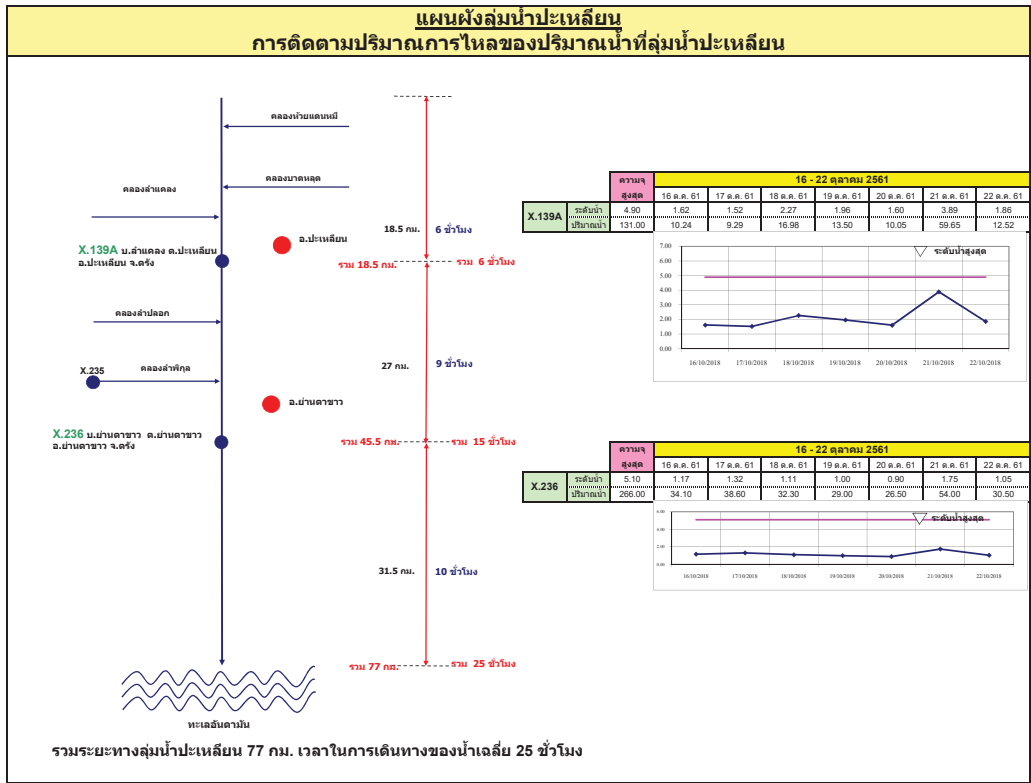 แผนผังลุ่มน้ำปะเหลียน
การติดตามปริมาณการไหลของปริมาณน้ำที่ลุ่มน้ำปะเหลียน
คลองห้วยแดนหมี
คลองบาตหลุด
คลองลำแคลง
18.5 กม.
6 ชั่วโมง
อ.ปะเหลียน
X.139A บ.ลำแคลง ต.ปะเหลียน
อ.ปะเหลียน จ.ตรัง
รวม 18.5 กม.
รวม 6 ชั่วโมง
คลองลำปลอก
X.235
คลองลำพิกุล
27 กม.
9 ชั่วโมง
อ.ย่านตาขาว
X.236 บ.ย่านตาขาว ต.ย่านตาขาว
อ.ย่านตาขาว จ.ตรัง
รวม 45.5 กม.
รวม 15 ชั่วโมง
31.5 กม.
10 ชั่วโมง
รวม 77 กม.
รวม 25 ชั่วโมง
ทะเลอันดามัน
รวมระยะทางลุ่มน้ำปะเหลียน 77 กม. เวลาในการเดินทางของน้ำเฉลี่ย 25 ชั่วโมง
ความจุ 16 - 22 ตุลาคม 2561
สูงสุด 16 ต.ค. 61 17 ต.ค. 61 18 ต.ค. 61 19 ต.ค. 61 20 ต.ค. 61 21 ต.ค. 61 22 ต.ค. 61
X.139A
ระดับน้ำ 4.90 1.62 1.52 2.27 1.96 1.60 3.89 1.86
ปริมาณน้ำ 131.00 10.24 9.29 16.98 13.50 10.05 59.65 12.52
ระดับน้ำสูงสุด
7.00
6.00
5.00
4.00
3.00
2.00
1.00
0.00
16/10/2018 17/10/2018 18/10/2018 19/10/2018 20/10/2018 21/10/2018 22/10/2018
ความจุ 16 - 22 ตุลาคม 2561
สูงสุด 16 ต.ค. 61 17 ต.ค. 61 18 ต.ค. 61 19 ต.ค. 61 20 ต.ค. 61 21 ต.ค. 61 22 ต.ค. 61
X.236
ระดับน้ำ 5.10 1.17 1.32 1.11 1.00 0.90 1.75 1.05
ปริมาณน้ำ 266.00 34.10 38.60 32.30 29.00 26.50 54.00 30.50
ระดับน้ำสูงสุด
6.00
4.00
2.00
0.00
16/10/2018 17/10/2018 18/10/2018 19/10/2018 20/10/2018 21/10/2018 22/10/2018